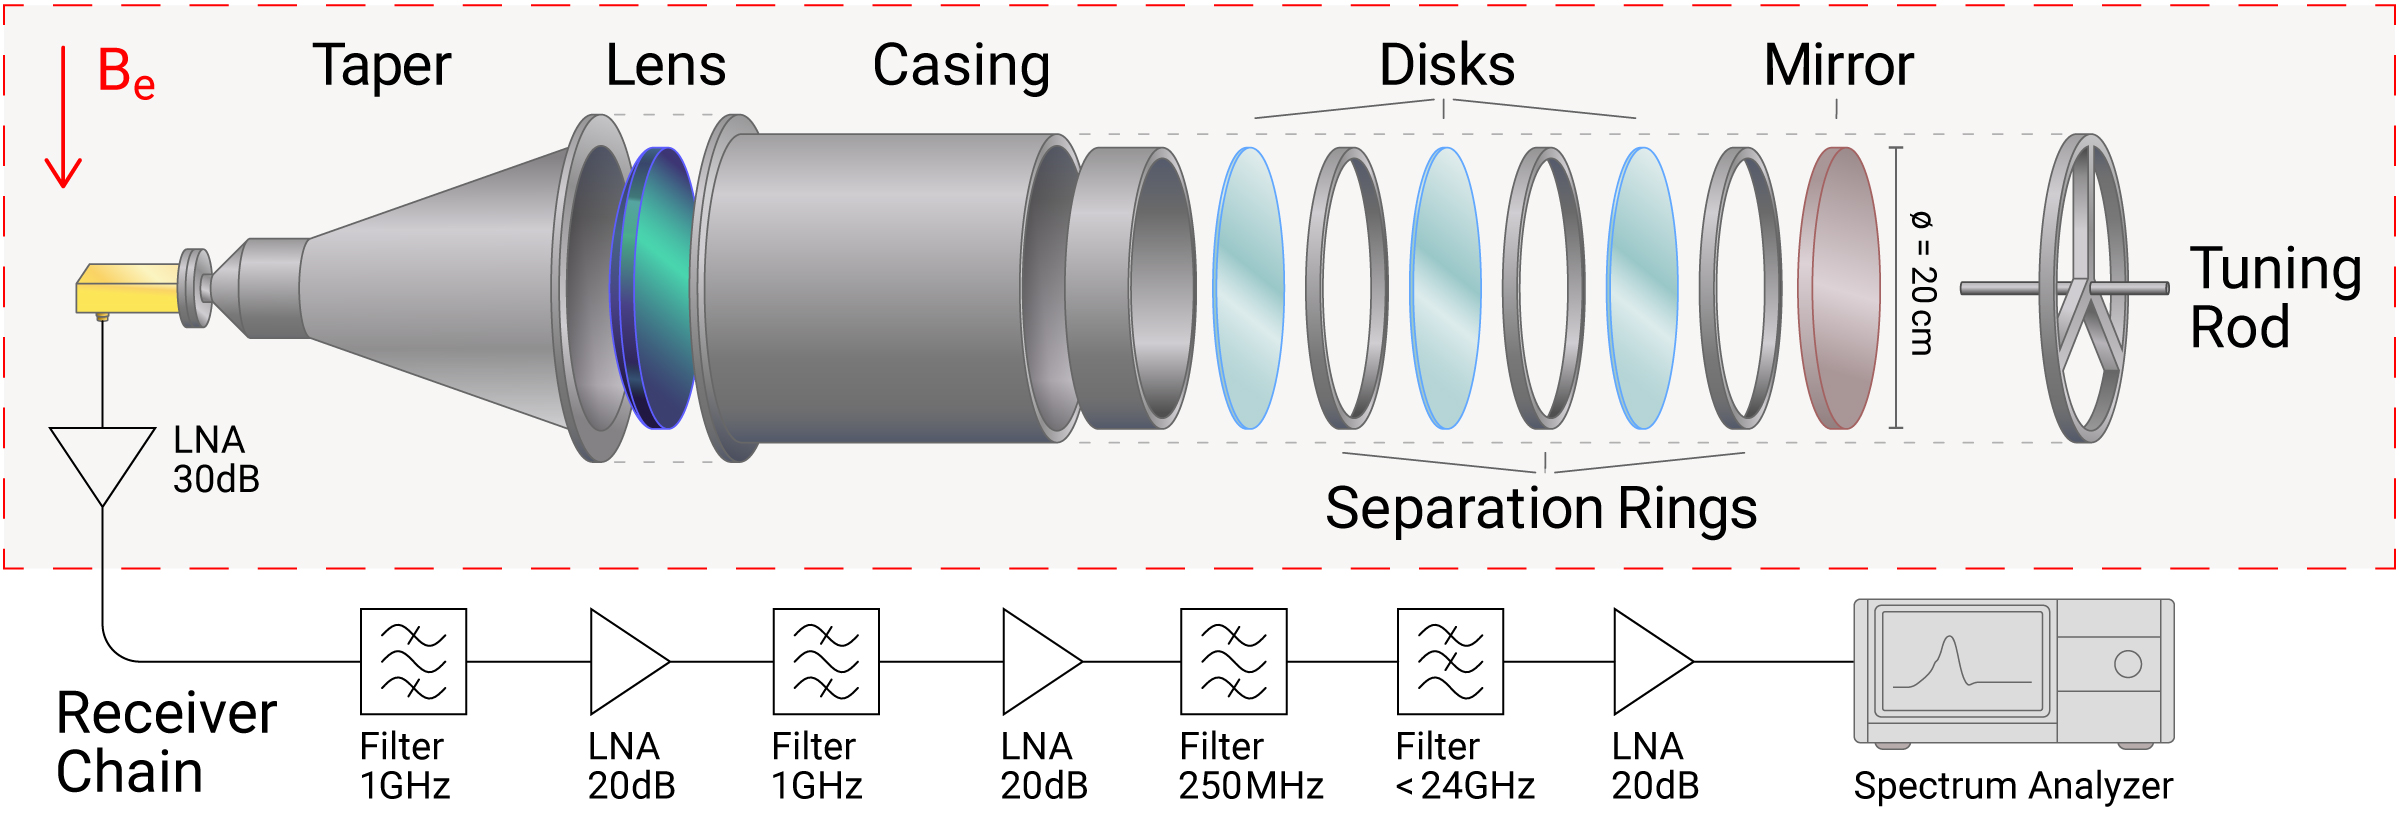 Be
Taper
Lens
Casing
Disks
Mirror
ø = 20 cm
Tuning
Rod
LNA
30dB
Separation Rings
Receiver
Chain
Filter
1GHz
LNA
20dB
Filter
1GHz
LNA
20dB
Filter
250MHz
Filter
<24GHz
LNA
20dB
Spectrum Analyzer